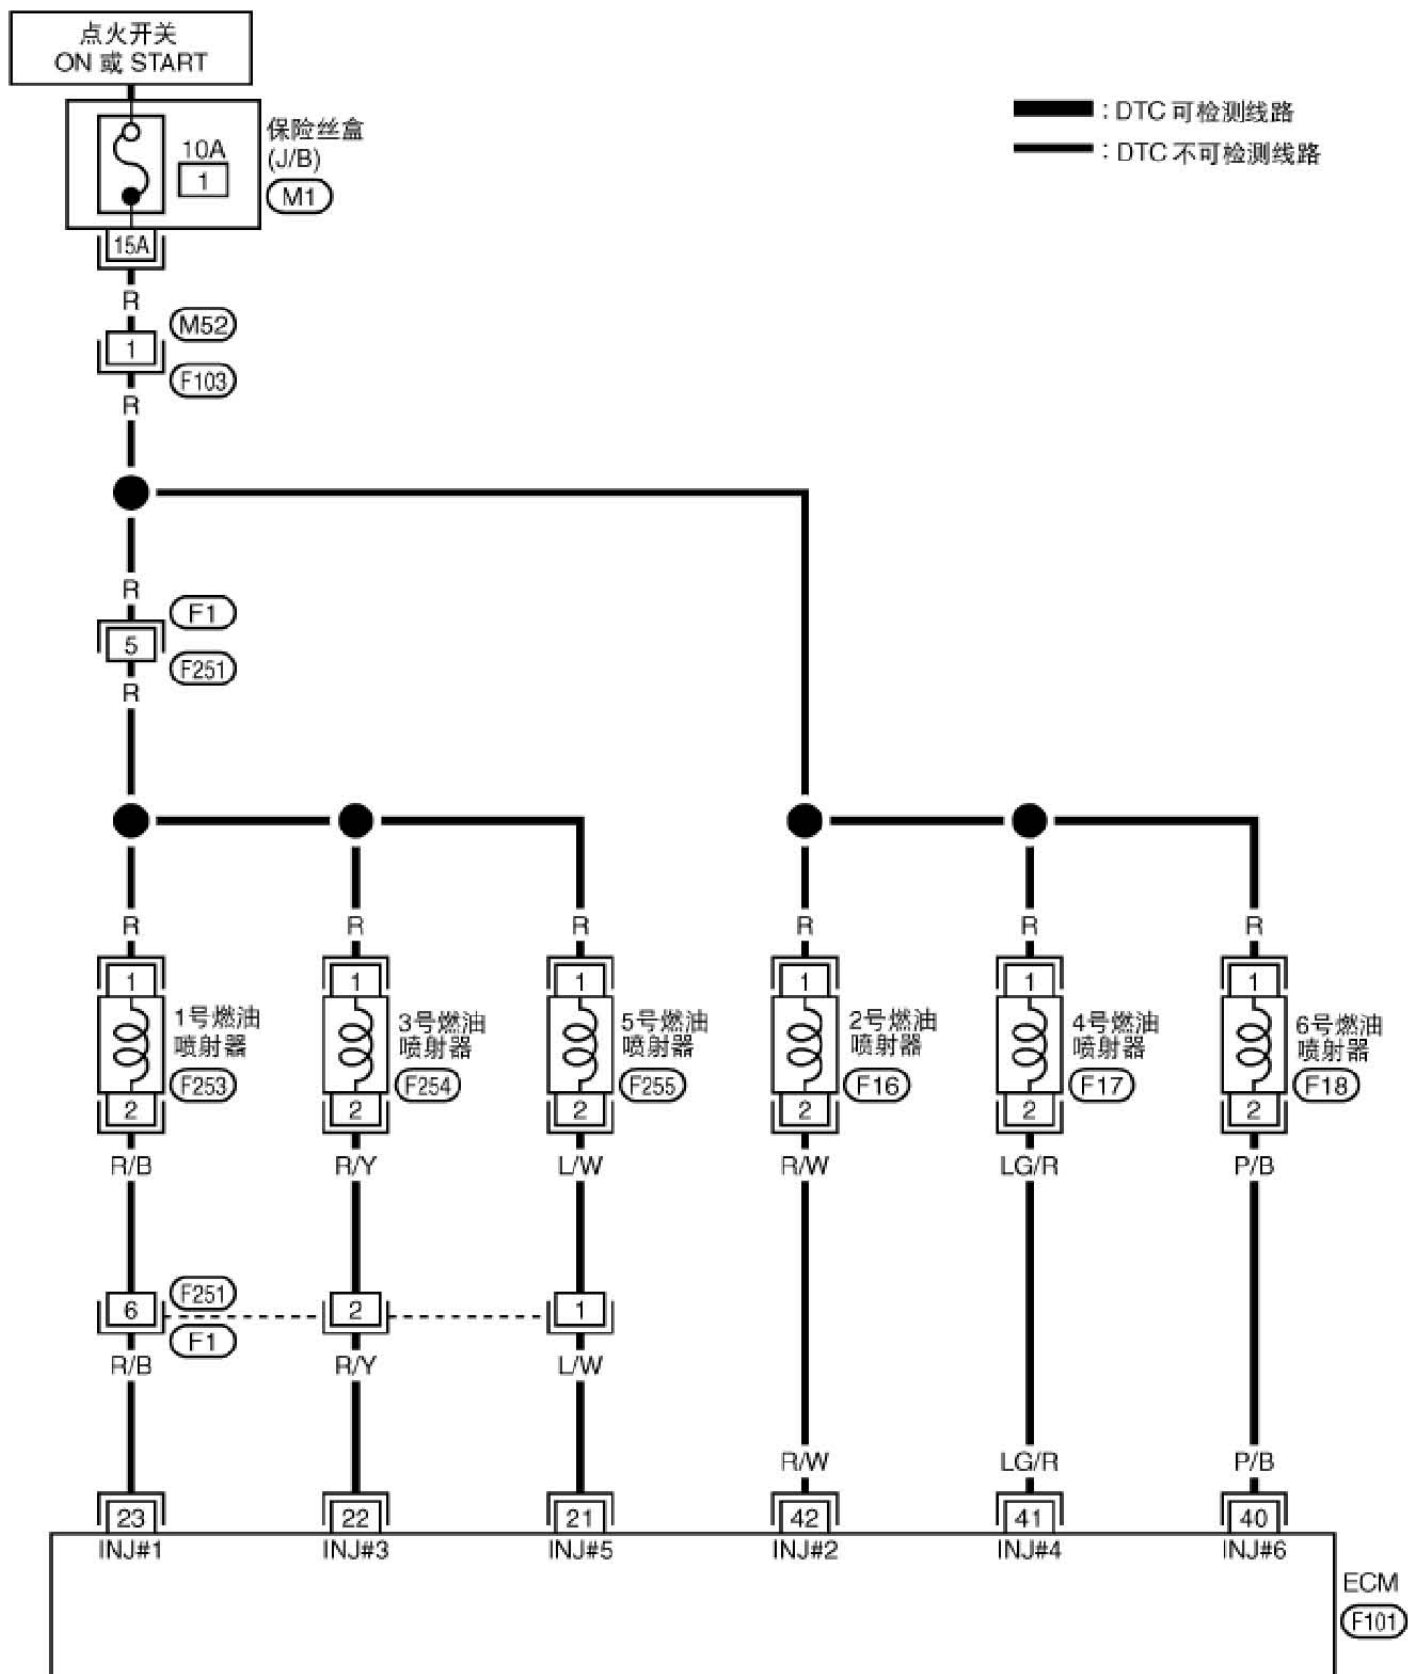 点火开关
ON 或 START
保险丝盒
(J/B)
M1
10A
1
15A
: DTC 可检测线路
: DTC 不可检测线路
R
M52
1
F103
R
R
F1
5
F251
R
R
R
R
R
R
R
1
1
1
1
1
1
1号燃油
喷射器
F253
3号燃油
喷射器
F254
5号燃油
喷射器
F255
2号燃油
喷射器
F16
4号燃油
喷射器
F17
6号燃油
喷射器
F18
2
2
2
2
2
2
R/B
R/Y
L/W
R/W
LG/R
P/B
6
F251
F1
2
1
R/B
R/Y
L/W
R/W
LG/R
P/B
23
22
21
42
41
40
INJ#1
INJ#3
INJ#5
INJ#2
INJ#4
INJ#6
ECM
F101